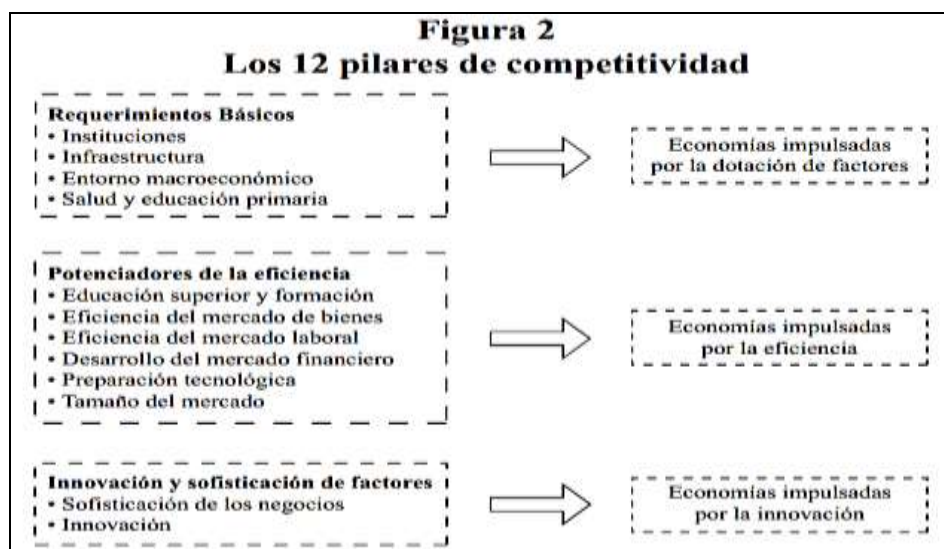 Figura 2
Los 12 pilares de competitividad
Requerimientos Básicos
• Instituciones
• Infraestructura
• Entorno macroeconómico
• Salud y educación primaria
Economías impulsadas
por la dotación de factores
Potenciadores de la eficiencia
• Educación superior y formación
• Eficiencia del mercado de bienes
• Eficiencia del mercado laboral
• Desarrollo del mercado financiero
• Preparación tecnológica
• Tamaño del mercado
Economías impulsadas
por la eficiencia
Innovación y sofisticación de factores
• Sofisticación de los negocios
• Innovación
Economías impulsadas
por la innovación